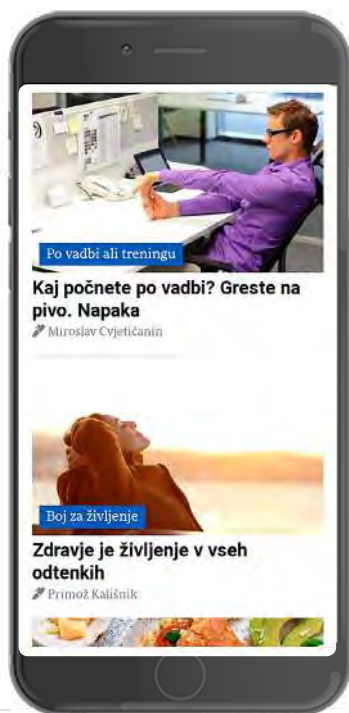 Po vadbi ali treningu
Kaj počnete po vadbi? Greste na
pivo. Napaka
Miroslav Cvjetičanin
Boj za življenje
Zdravje je življenje v vseh
odtenkih
Primož Kališnik